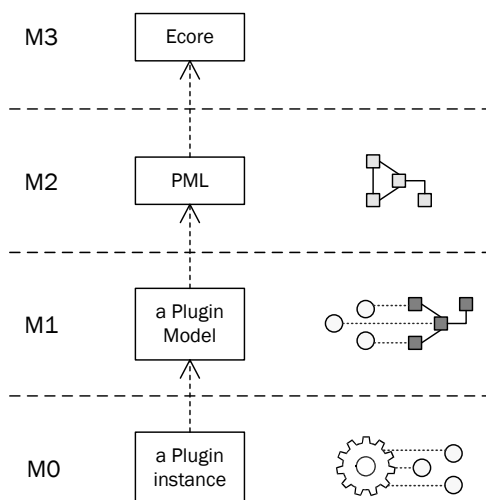 M3
Ecore
M2
PML
M1
a Plugin
Model
M0
a Plugin
instance